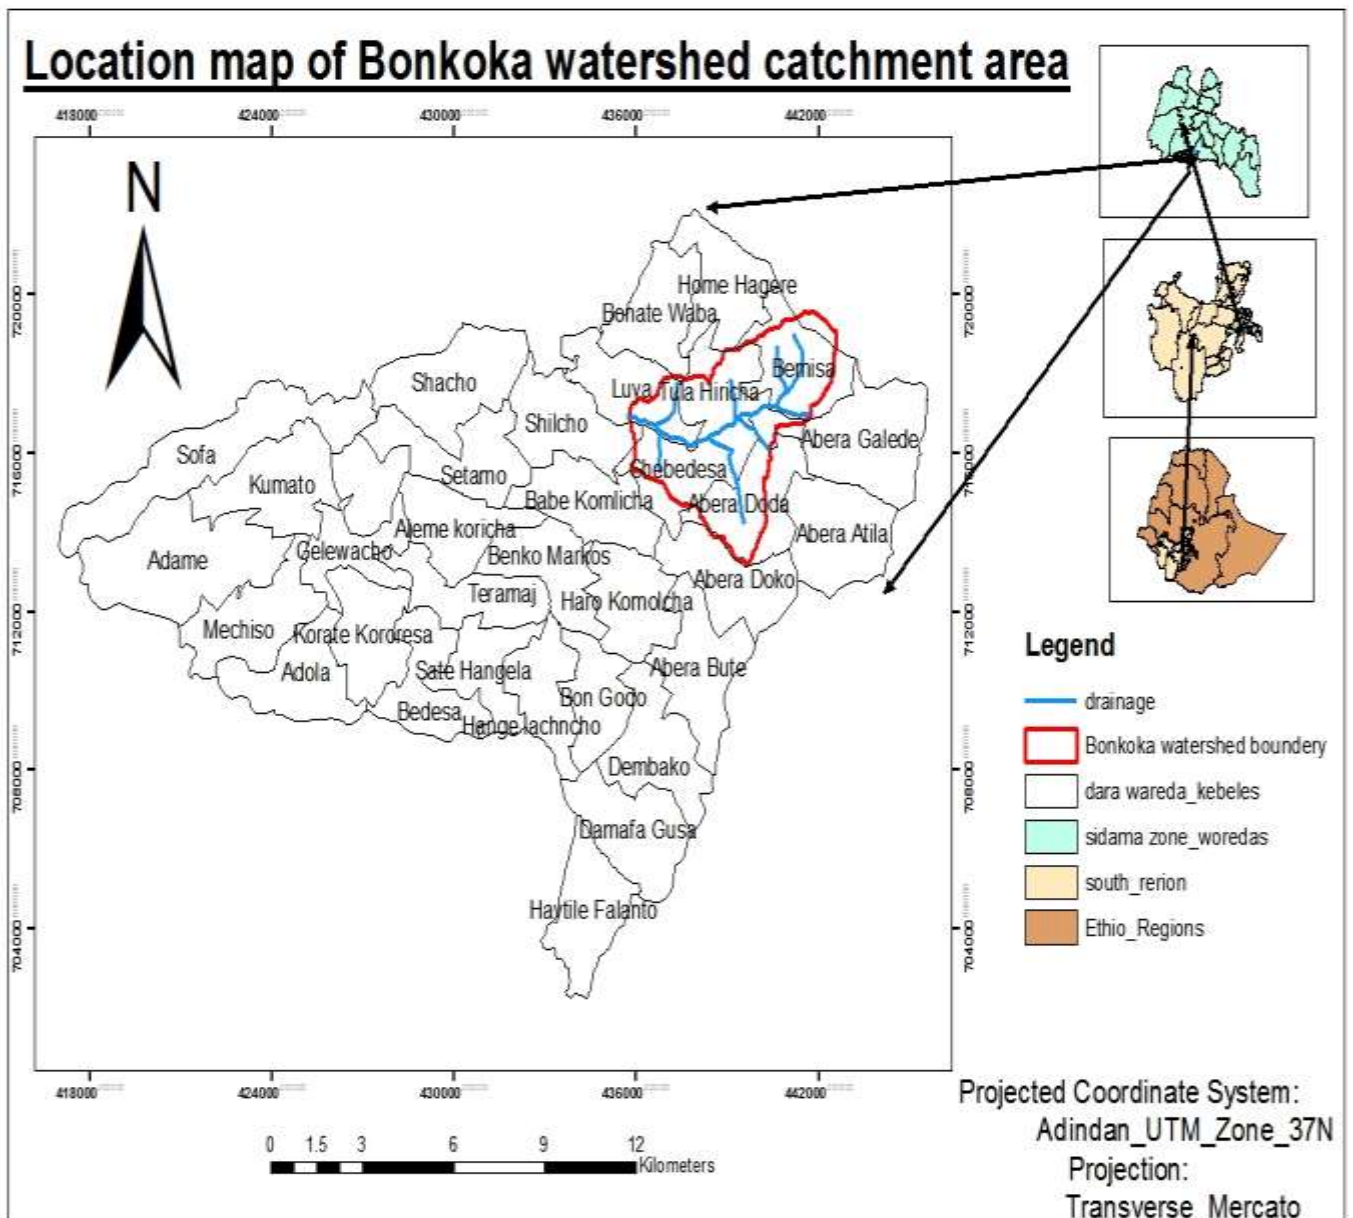 Location map of Bonkoka watershed catchment area
418000 424000 430000 436000 442000
N
720000
716000
712000
708000
704000
Home Hagere
Bonate Waba
Bemisa
Shacho
Luya
Tula Hincha
Shilcho
Abera Galede
Sofa
Shebedesa
Setamo
Kumato
Babe Komlicha
Abera Doda
Aleme koricha
Abera Atila
Gelewacho
Adame
Benko Markos
Abera Doko
Teramaj
Haro Komolcha
Mechiso
Korate Kororesa
Adola
Sate Hangela
Abera Bute
Bon Godo
Bedesa
Hange lachncho
Dembako
Damafa Gusa
Haytile Falanto
720000
716000
712000
708000
704000
418000 424000 430000 436000 442000
0 1.5 3 6 9 12
Kilometers
Legend
drainage
Bonkoka watershed boundery
dara wareda_kebeles
sidama zone_woredas
south_rerion
Ethio_Regions
Projected Coordinate System:
Adindan_UTM_Zone_37N
Projection:
Transverse_Mercato